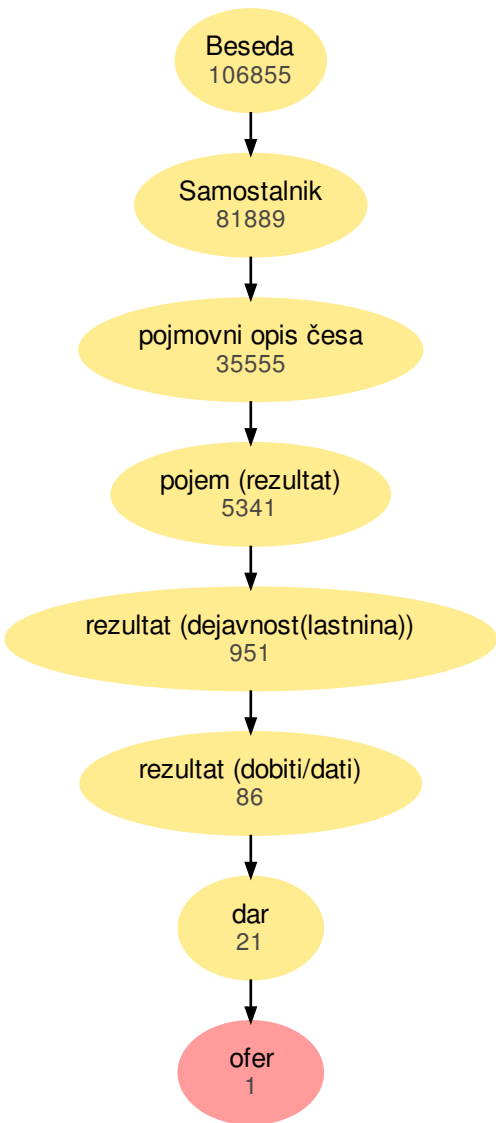 Beseda
106855
Samostalnik
81889
pojmovni opis česa
35555
pojem (rezultat)
5341
rezultat (dejavnost(lastnina))
951
rezultat (dobiti/dati)
86
dar
21
ofer
1